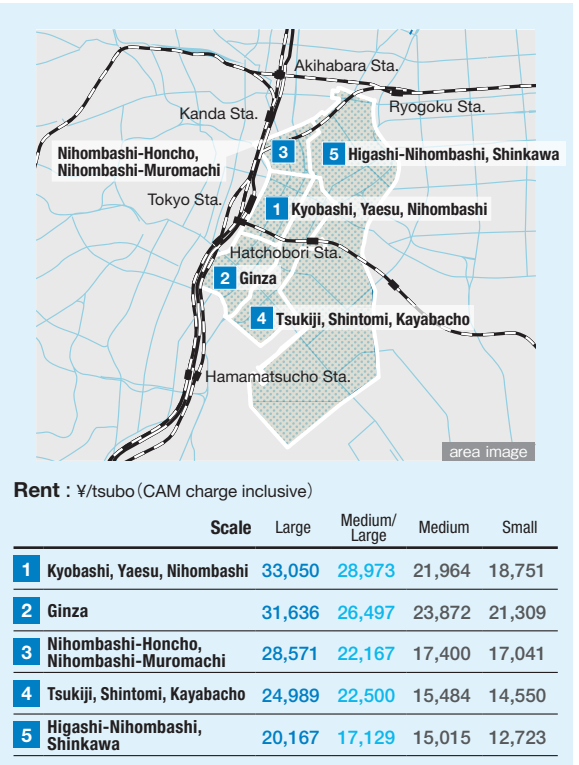 Akihabara Sta.
Ryogoku Sta.
Kanda Sta.
Nihombashi-Honcho,
Nihombashi-Muromachi
3
5 Higashi-Nihombashi, Shinkawa
Tokyo Sta.
1 Kyobashi, Yaesu, Nihombashi
Hatchobori Sta.
2 Ginza
4 Tsukiji, Shintomi, Kayabacho
Hamamatsucho Sta.
area image
Rent : ¥/tsubo (CAM charge inclusive)
Scale Large Medium/Large Medium Small
1 Kyobashi, Yaesu, Nihombashi 33,050 28,973 21,964 18,751
2 Ginza 31,636 26,497 23,872 21,309
3 Nihombashi-Honcho,
Nihombashi-Muromachi 28,571 22,167 17,400 17,041
4 Tsukiji, Shintomi, Kayabacho 24,989 22,500 15,484 14,550
5 Higashi-Nihombashi,
Shinkawa 20,167 17,129 15,015 12,723